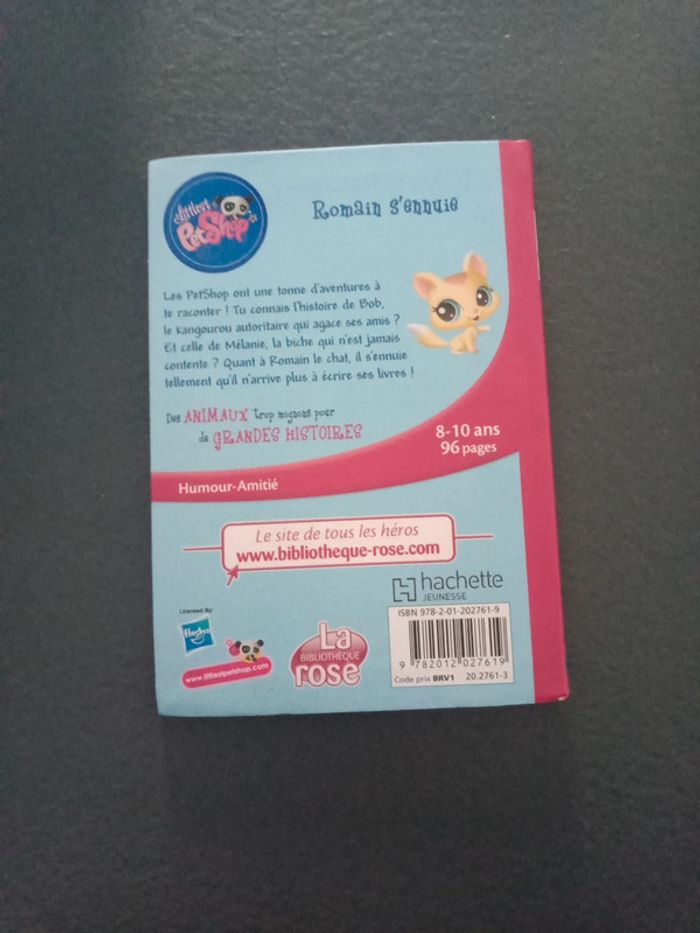 Littlest
PetShop
Romain s'ennuie
Les PetShop ont une tonne d'aventures à
te raconter ! Tu connais l'histoire de Bob,
le kangourou autoritaire qui agace ses amis ?
Et celle de Mélanie, la biche qui n'est jamais
contente ? Quant à Romain le chat, il s'ennuie
tellement qu'il n'arrive plus à écrire ses livres !
Des ANIMAUX trop mignons pour
de GRANDES HISTOIRES
8-10 ans
96 pages
Humour-Amitié
Le site de tous les héros
www.bibliotheque-rose.com
hachette
JEUNESSE
ISBN 978-2-01-202761-9
9 782012 027619
Code prix BRV1 20.2761-3
Licensed By:
Hasbro
www.littlestpetshop.com
La
BIBLIOTHÈQUE
rose